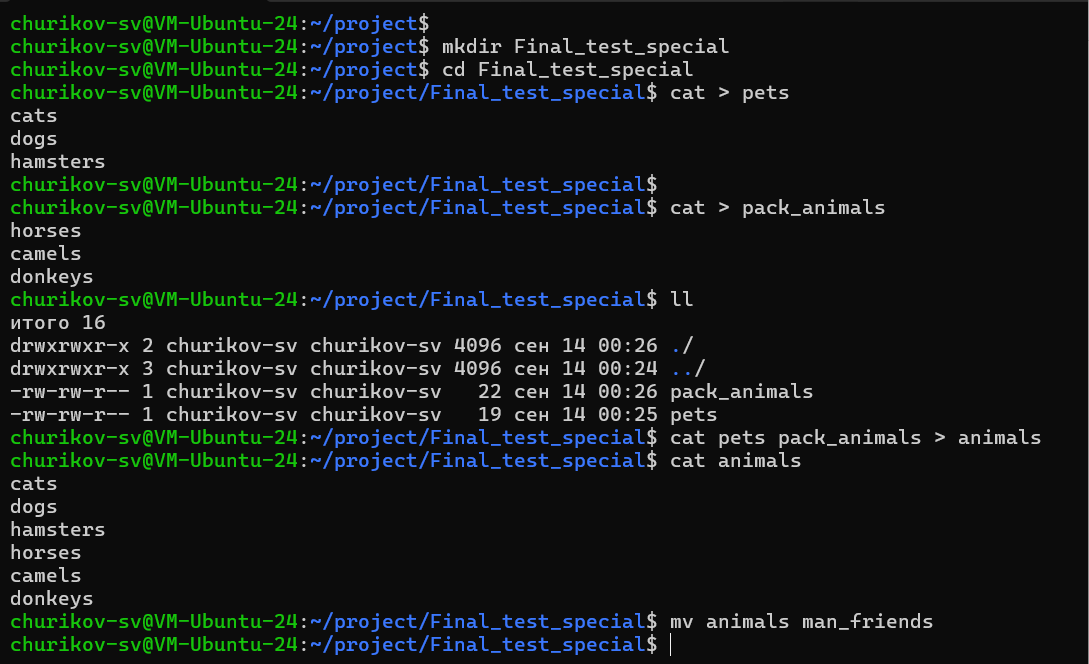 churikov-sv@VM-Ubuntu-24:~/project$
churikov-sv@VM-Ubuntu-24:~/project$ mkdir Final_test_special
churikov-sv@VM-Ubuntu-24:~/project$ cd Final_test_special
churikov-sv@VM-Ubuntu-24:~/project/Final_test_special$ cat > pets
cats
dogs
hamsters
churikov-sv@VM-Ubuntu-24:~/project/Final_test_special$
churikov-sv@VM-Ubuntu-24:~/project/Final_test_special$ cat > pack_animals
horses
camels
donkeys
churikov-sv@VM-Ubuntu-24:~/project/Final_test_special$ ll
итого 16
drwxrwxr-x 2 churikov-sv churikov-sv 4096 сен 14 00:26 ./
drwxrwxr-x 3 churikov-sv churikov-sv 4096 сен 14 00:24 ../
-rw-rw-r-- 1 churikov-sv churikov-sv   22 сен 14 00:26 pack_animals
-rw-rw-r-- 1 churikov-sv churikov-sv   19 сен 14 00:25 pets
churikov-sv@VM-Ubuntu-24:~/project/Final_test_special$ cat pets pack_animals > animals
churikov-sv@VM-Ubuntu-24:~/project/Final_test_special$ cat animals
cats
dogs
hamsters
horses
camels
donkeys
churikov-sv@VM-Ubuntu-24:~/project/Final_test_special$ mv animals man_friends
churikov-sv@VM-Ubuntu-24:~/project/Final_test_special$